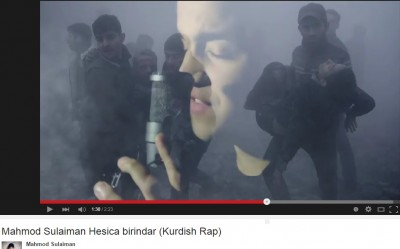 1:38 / 2:23
Mahmod Sulaiman Hesica birindar (Kurdish Rap)
Mahmod Sulaiman